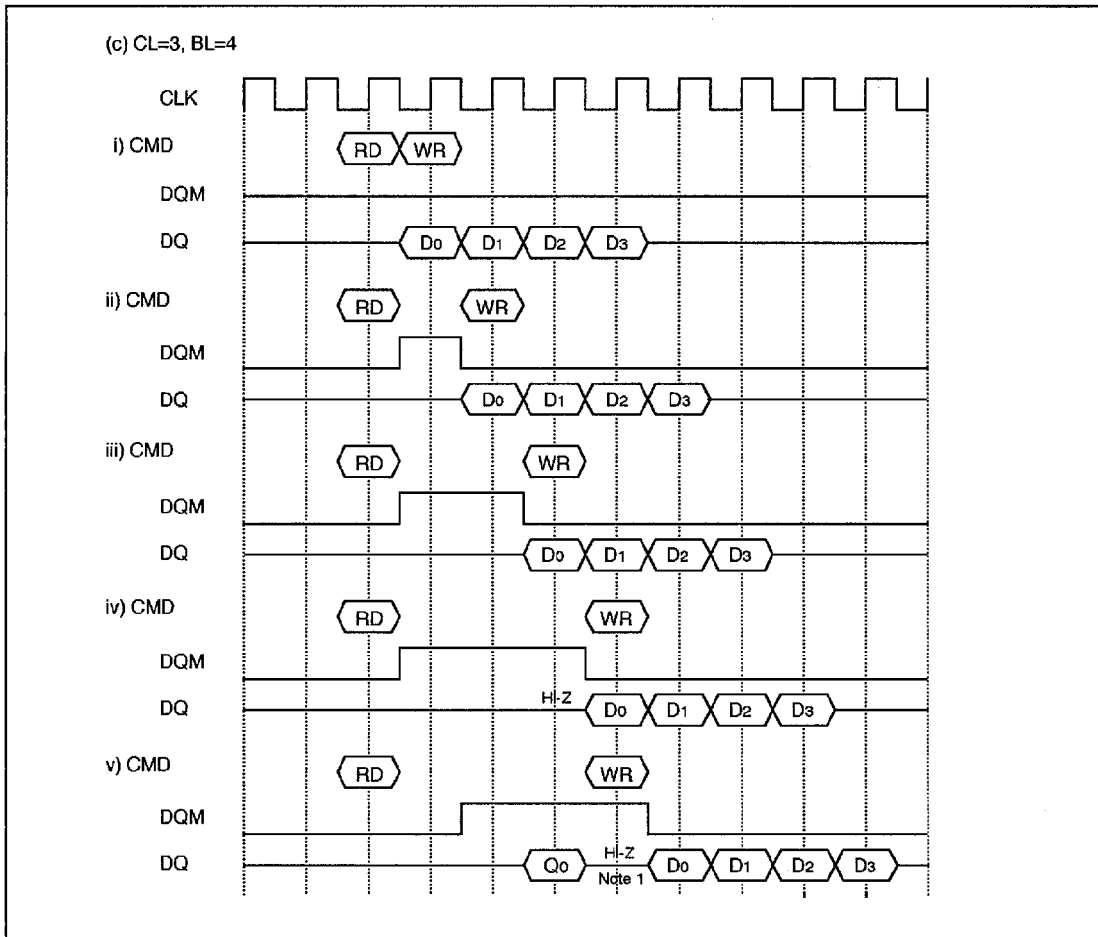 (c) CL=3, BL=4
CLK
i) CMD RD WR
DQM
DQ D0 D1 D2 D3
ii) CMD RD WR
DQM
DQ D0 D1 D2 D3
iii) CMD RD WR
DQM
DQ D0 D1 D2 D3
iv) CMD RD WR
DQM
DQ HI-Z D0 D1 D2 D3
v) CMD RD WR
DQM
DQ Q0 HI-Z D0 D1 D2 D3
Note 1